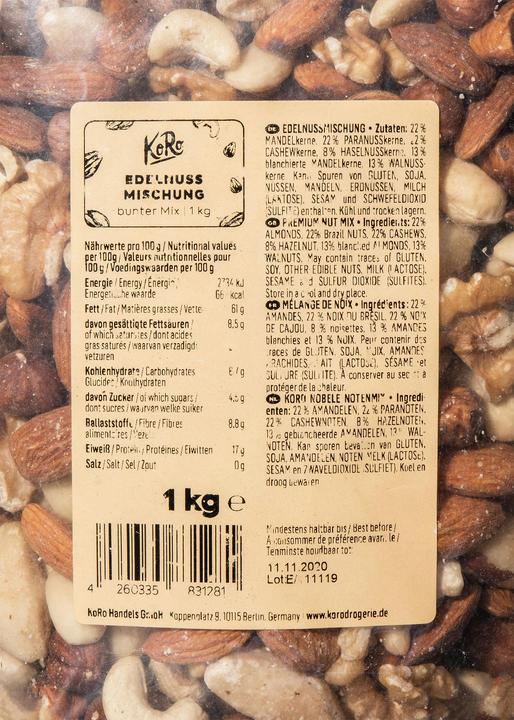 KoRo
EDELNUSS
MISCHUNG
bunter Mix | 1 kg
Nährwerte pro 100 g / Nutritional values
per 100g / Valeurs nutritionnelles pour
100 g / Voedingswaarden per 100 g
Energie / Energy / Énergie /
kJ
Energetische waarde
kcal
Fett / Fat / Matières grasses / Vette
61 g
davon gesättigte Fettsäuren /
8,5 g
of which saturates / dont acides
gras saturés / waarvan verzadigde
vetzuren
Kohlenhydrate / Carbohydrates
g
Glucides / Koolhydraten
davon Zucker / of which sugars /
g
dont sucres / waarvan welke suiker
Ballaststoffe / Fibre / Fibres
8.8 g
alimentaires / Vezels
Eiweiß / Protein / Protéines / Eiwitten
17 g
Salz / Salt / Sel / Zout
0 g
1 kg e
4 260335 831281
DE EDELNUSSMISCHUNG • Zutaten: 22 %
MANDELkerne, 22 % PARANUSSkerne, 22 %
CASHEWkerne, 8 % HASELNUSSkerne, 13 %
blanchierte MANDELkerne, 13 % WALNUSS-
kerne Kann Spuren von GLUTEN, SOJA,
NÜSSEN, MANDELN, ERDNÜSSEN, MILCH
(LAKTOSE), SESAM und SCHWEFELDIOXID
(SULFITE) enthalten. Kühl und trocken lagern.
GB PREMIUM NUT MIX • Ingredients: 22 %
ALMONDS, 22% Brazil NUTS, 22% CASHEWS,
8% HAZELNUT, 13% blanched ALMONDS, 13%
WALNUTS. May contain traces of GLUTEN,
SOY, OTHER EDIBLE NUTS, MILK (LACTOSE),
SESAME and SULFUR DIOXIDE (SULFITES).
Store in a cool and dry place.
FR MÉLANGE DE NOIX • Ingrédients: 22 %
AMANDES, 22 % NOIX DU BRÉSIL, 22 % NOIX
DE CAJOU, 8 % noisettes, 13 % AMANDES
blanchies et 13 % NOIX. Peur contenir des
traces de GLUTEN, SOJA, NOIX, AMANDES,
ARACHIDES, LAIT (LACTOSE), SÉSAME et
SULFURE (SULFITE). À conserver au sec et à
protéger de la chaleur.
NL KORO NOBELE NOTENMIX • Ingredi-
enten: 22 % AMANDELEN, 22 % PARANOTEN,
22 % CASHEWNOTEN, 8% HAZELNOTEN,
13 % geblancheerde AMANDELEN, 13 % WAL-
NOTEN. Kan sporen bevatten van GLUTEN,
SOJA, AMANDELEN, NOTEN, MELK (LACTOSE),
SESAM en ZWAVELDIOXIDE (SULFIET). Koel en
droog bewaren
Mindestens haltbar bis / Best before /
À consommer de préférence avant le /
Tenminste houdbaar tot:
11.11.2020
Lot: 11119
KoRo Handels GmbH Koppenplatz 9, 10115 Berlin, Germany www.korodrogerie.de